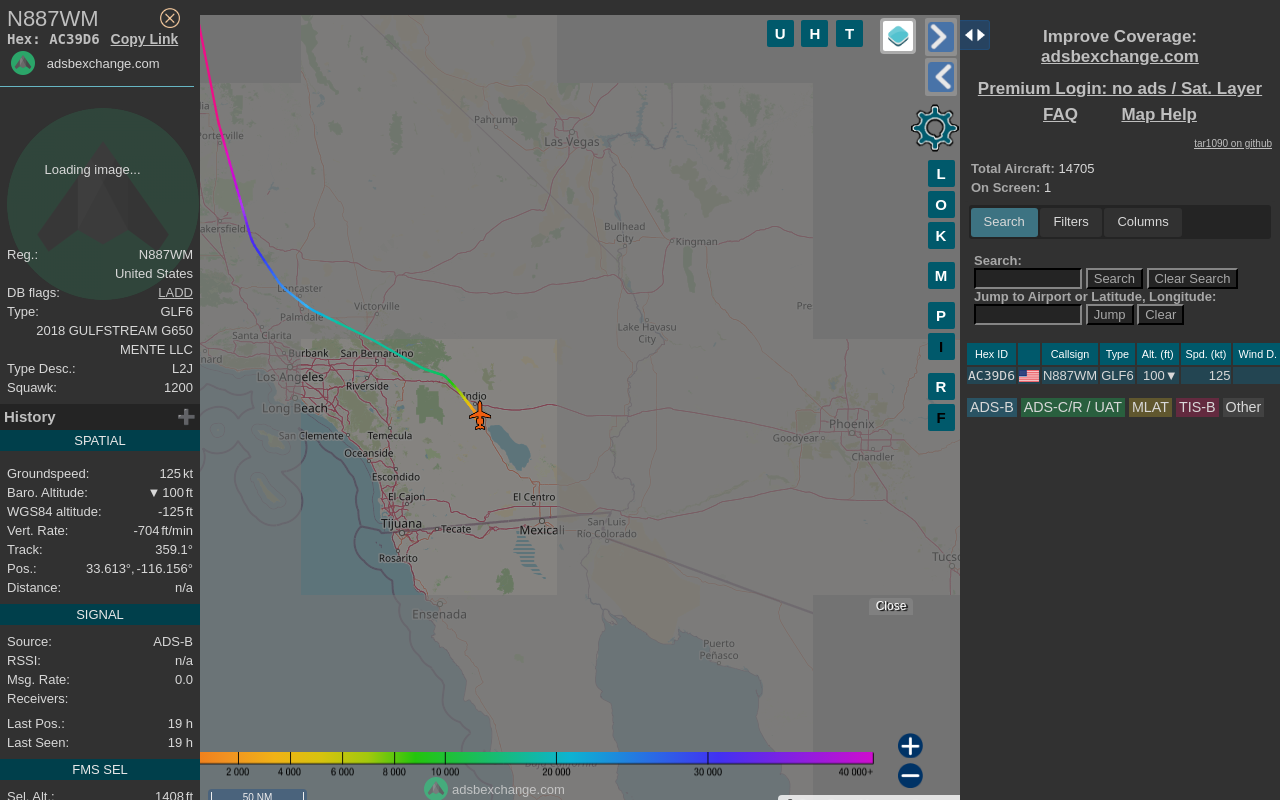 N887WM
Hex: AC39D6 Copy Link
adsbexchange.com
Loading image...
Reg.: N887WM
United States
DB flags: LADD
Type: GLF6
2018 GULFSTREAM G650
MENTE LLC
Type Desc.: L2J
Squawk: 1200
History
SPATIAL
Groundspeed: 125 kt
Baro. Altitude: ▼ 100 ft
WGS84 altitude: -125 ft
Vert. Rate: -704 ft/min
Track: 359.1°
Pos.: 33.613°, -116.156°
Distance: n/a
SIGNAL
Source: ADS-B
RSSI: n/a
Msg. Rate: 0.0
Receivers:
Last Pos.: 19 h
Last Seen: 19 h
FMS SEL
Sel. Alt.: 1408 ft
U H T
L
O
K
M
P
I
R
F
Porterville
Pahrump
Las Vegas
akersfield
Bullhead
City
Kingman
Lancaster
Palmdale
Victorville
Pre
Santa Clarita
Lake Havasu
City
nard
Burbank
San Bernardino
Los Angeles
Riverside
Indio
Long Beach
San Clemente
Temecula
Phoenix
Goodyear
Chandler
Oceanside
Escondido
El Cajon
El Centro
Tijuana
Tecate
Mexicali
San Luis
Río Colorado
Rosarito
Tucso
Ensenada
Puerto
Peñasco
Close
2 000 4 000 6 000 8 000 10 000 20 000 30 000 40 000+
adsbexchange.com
50 NM
Improve Coverage:
adsbexchange.com
Premium Login: no ads / Sat. Layer
FAQ Map Help
tar1090 on github
Total Aircraft: 14705
On Screen: 1
Search Filters Columns
Search:
Search Clear Search
Jump to Airport or Latitude, Longitude:
Jump Clear
Hex ID Callsign Type Alt. (ft) Spd. (kt) Wind D.
AC39D6 N887WM GLF6 100▼ 125
ADS-B ADS-C/R / UAT MLAT TIS-B Other